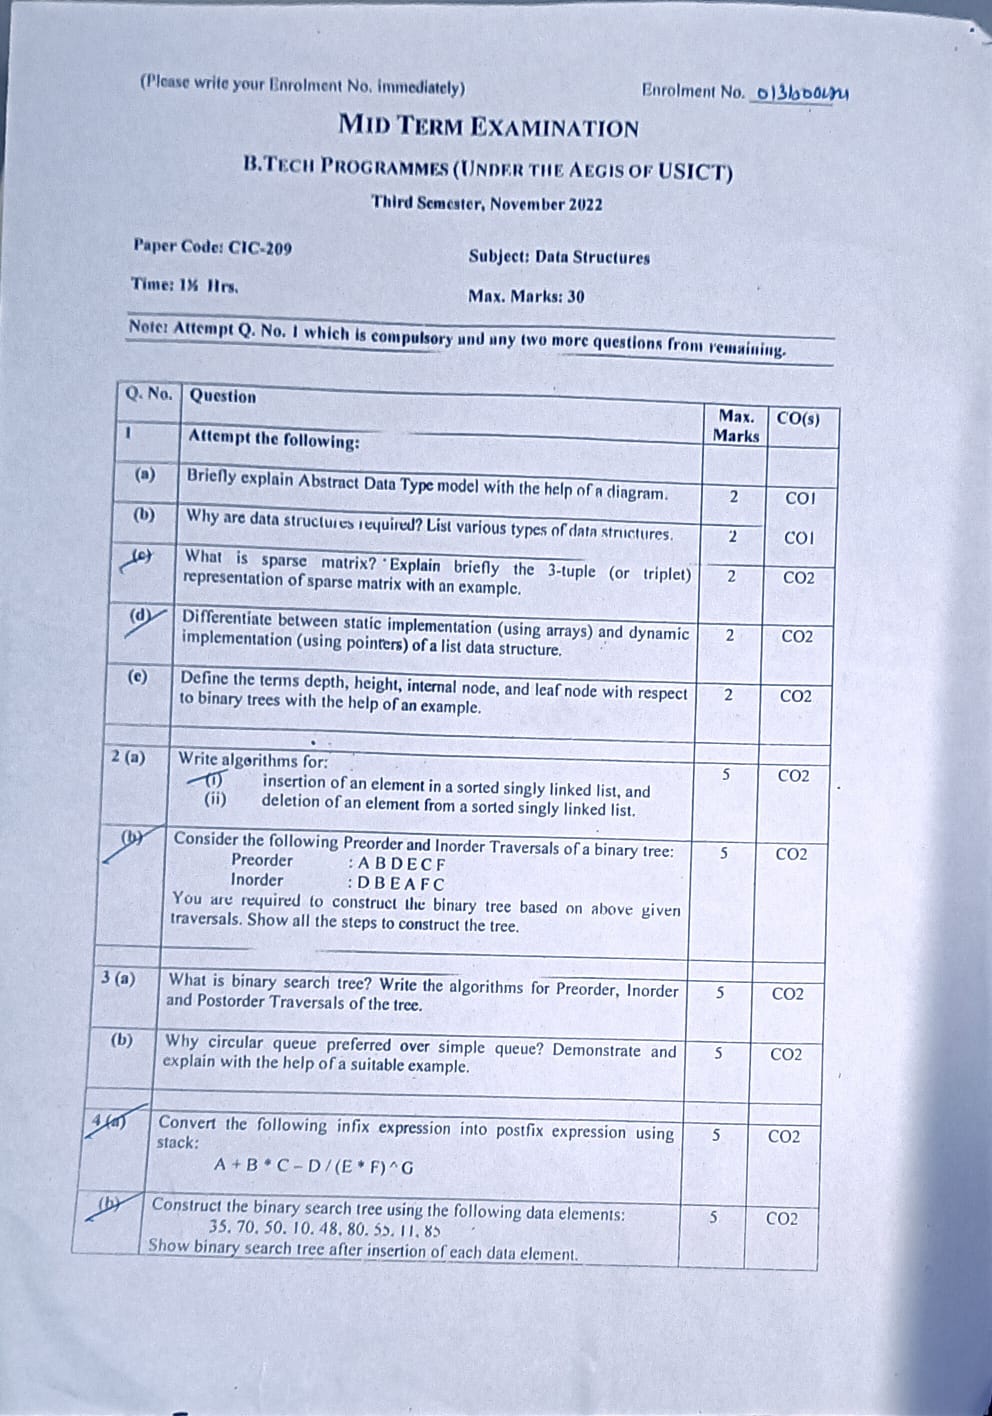 (Please write your Enrolment No. immediately)
Enrolment No.
MID TERM EXAMINATION
B.TECH PROGRAMMES (UNDER THE AEGIS OF USICT)
Third Semester, November 2022
Paper Code: CIC-209
Subject: Data Structures
Time: 1½ Hrs.
Max. Marks: 30
Note: Attempt Q. No. 1 which is compulsory and any two more questions from remaining.
Q. No. Question Max. Marks CO(s)
1 Attempt the following:
(a) Briefly explain Abstract Data Type model with the help of a diagram. 2 CO1
(b) Why are data structures required? List various types of data structures. 2 CO1
(c) What is sparse matrix? Explain briefly the 3-tuple (or triplet) 2 CO2
representation of sparse matrix with an example.
(d) Differentiate between static implementation (using arrays) and dynamic 2 CO2
implementation (using pointers) of a list data structure.
(e) Define the terms depth, height, internal node, and leaf node with respect 2 CO2
to binary trees with the help of an example.
2 (a) Write algorithms for: 5 CO2
(i) insertion of an element in a sorted singly linked list, and
(ii) deletion of an element from a sorted singly linked list.
(b) Consider the following Preorder and Inorder Traversals of a binary tree: 5 CO2
Preorder : A B D E C F
Inorder : D B E A F C
You are required to construct the binary tree based on above given
traversals. Show all the steps to construct the tree.
3 (a) What is binary search tree? Write the algorithms for Preorder, Inorder 5 CO2
and Postorder Traversals of the tree.
(b) Why circular queue preferred over simple queue? Demonstrate and 5 CO2
explain with the help of a suitable example.
4 (a) Convert the following infix expression into postfix expression using 5 CO2
stack:
A + B * C – D / (E * F) ^ G
(b) Construct the binary search tree using the following data elements: 5 CO2
35, 70, 50, 10, 48, 80, 55, 11, 85
Show binary search tree after insertion of each data element.